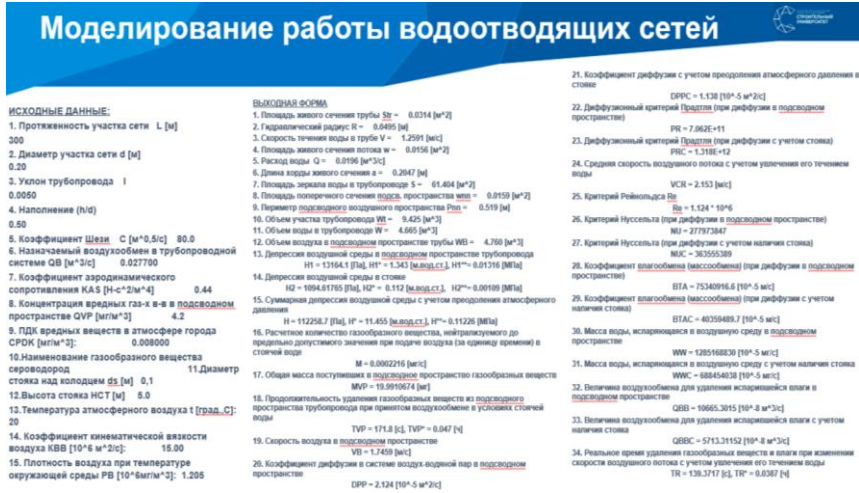 Моделирование работы водоотводящих сетей
СТРОИТЕЛЬНЫЙ
УНИВЕРСИТЕТ
ИСХОДНЫЕ ДАННЫЕ:
1. Протяженность участка сети L [м]
300
2. Диаметр участка сети d [м]
0.20
3. Уклон трубопровода I
0.0050
4. Наполнение (h/d)
0.50
5. Коэффициент Шези C [м^0,5/с] 80.0
6. Назначаемый воздухообмен в трубопроводной
системе QB [м^3/с] 0.027700
7. Коэффициент аэродинамического
сопротивления KAS [Н-с^2/м^4] 0.44
8. Концентрация вредных газ-х в-в в подсводном
пространстве QVP [мг/м^3] 4.2
9. ПДК вредных веществ в атмосфере города
CPDK [мг/м^3]: 0.008000
10.Наименование газообразного вещества
сероводород 11.Диаметр
стояка над колодцем ds [м] 0,1
12.Высота стояка НСТ [м] 5.0
13.Температура атмосферного воздуха t [град..С]:
20
14. Коэффициент кинематической вязкости
воздуха КВВ [10^6 м^2/с]: 15.00
15. Плотность воздуха при температуре
окружающей среды РВ [10^6мг/м^3]: 1.205
ВЫХОДНАЯ ФОРМА
1. Площадь живого сечения трубы Str = 0.0314 [м^2]
2. Гидравлический радиус R = 0.0495 [м]
3. Скорость течения воды в трубе V = 1.2591 [м/с]
4. Площадь живого сечения потока w = 0.0156 [м^2]
5. Расход воды Q = 0.0196 [м^3/с]
6. Длина хорды живого сечения a = 0.2047 [м]
7. Площадь зеркала воды в трубопроводе S = 61.404 [м^2]
8. Площадь поперечного сечения подсв. пространства wпп = 0.0159 [м^2]
9. Периметр подсводного воздушного пространства Рпп = 0.519 [м]
10. Объем участка трубопровода Wt = 9.425 [м^3]
11. Объем воды в трубопроводе W = 4.665 [м^3]
12. Объем воздуха в подсводном пространстве трубы WB = 4.760 [м^3]
13. Депрессия воздушной среды в подсводном пространстве трубопровода
H1 = 13164.1 [Па], H1* = 1.343 [м.вод.ст.], H1**= 0.01316 [МПа]
14. Депрессия воздушной среды в стояке
H2 = 1094.61765 [Па], H2* = 0.112 [м.вод.ст.], H2**= 0.00109 [МПа]
15. Суммарная депрессия воздушной среды с учетом преодоления атмосферного
давления
H = 112258.7 [Па], H* = 11.455 [м.вод.ст.], H**= 0.11226 [МПа]
16. Расчетное количество газообразного вещества, нейтрализуемого до
предельно допустимого значения при подаче воздуха (за единицу времени) в
стоячей воде
M = 0.0002216 [мг/с]
17. Общая масса поступивших в подсводное пространство газообразных веществ
MVP = 19.9910674 [мг]
18. Продолжительность удаления газообразных веществ из подсводного
пространства трубопровода при принятом воздухообмене в условиях стоячей
воды
TVP = 171.8 [с], TVP* = 0.047 [ч]
19. Скорость воздуха в подсводном пространстве
VB = 1.7459 [м/с]
20. Коэффициент диффузии в системе воздух-водяной пар в подсводном
пространстве
DPP = 2.124 [10^-5 м^2/с]
21. Коэффициент диффузии с учетом преодоления атмосферного давления в
стояке
DPPC = 1.138 [10^-5 м^2/с]
22. Диффузионный критерий Прадтля (при диффузии в подсводном
пространстве)
PR = 7.062E+11
23. Диффузионный критерий Прадтля (при диффузии с учетом стояка)
PRC = 1.318E+12
24. Средняя скорость воздушного потока с учетом увлечения его течением
воды
VCR = 2.153 [м/с]
25. Критерий Рейнольдса Re
Re = 1.124 * 10^6
26. Критерий Нуссельта (при диффузии в подсводном пространстве)
NU = 277973847
27. Критерий Нуссельта (при диффузии с учетом наличия стояка)
NUC = 363555389
28. Коэффициент влагообмена (массообмена) (при диффузии в подсводном
пространстве)
BTA = 75340916.6 [10^-5 м/с]
29. Коэффициент влагообмена (массообмена) (при диффузии с учетом
наличия стояка)
BTAC = 40359489.7 [10^-5 м/с]
30. Масса воды, испаряющаяся в воздушную среду в подсводном
пространстве
WW = 1285168830 [10^-5 мг/с]
31. Масса воды, испаряющаяся в воздушную среду с учетом наличия стояка
WWC = 688454038 [10^-5 мг/с]
32. Величина воздухообмена для удаления испарившейся влаги в
подсводном пространстве
QBB = 10665.3015 [10^-8 м^3/с]
33. Величина воздухообмена для удаления испарившейся влаги с учетом
наличия стояка
QBBC = 5713.31152 [10^-8 м^3/с]
34. Реальное время удаления газообразных веществ и влаги при изменении
скорости воздушного потока с учетом увлечения его течением воды
TR = 139.3717 [с], TR* = 0.0387 [ч]